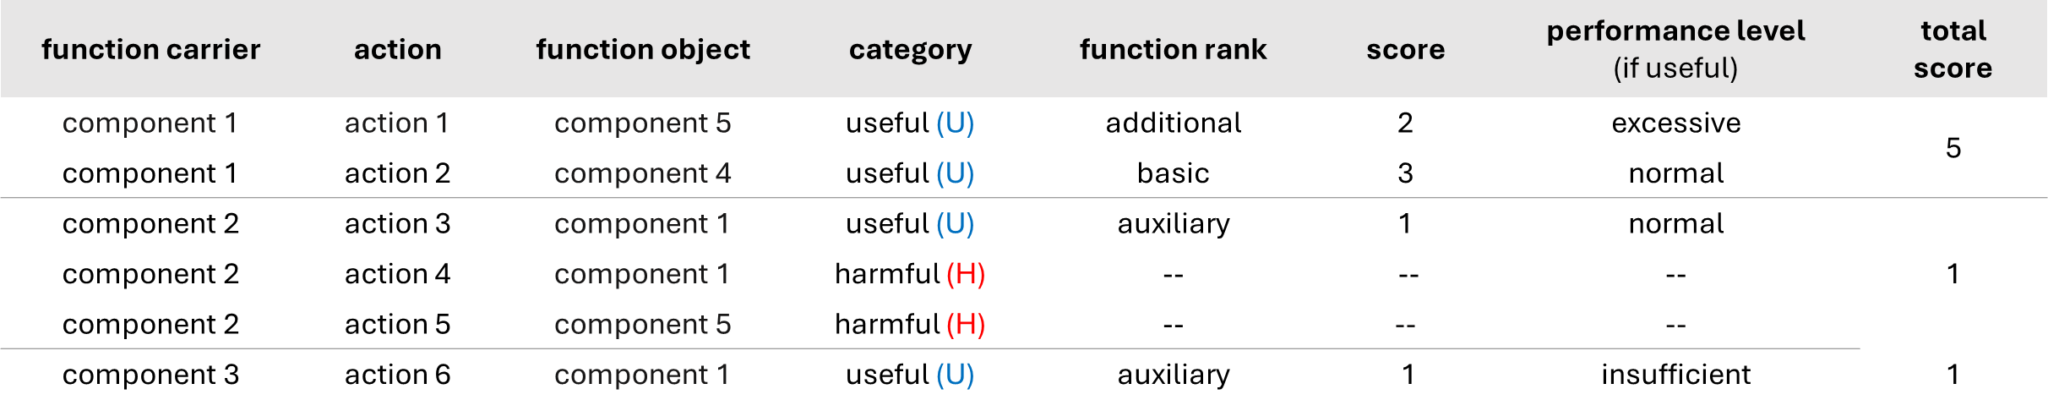 function carrier action function object category function rank score performance level (if useful) total score
component 1 action 1 component 5 useful (U) additional 2 excessive 5
component 1 action 2 component 4 useful (U) basic 3 normal
component 2 action 3 component 1 useful (U) auxiliary 1 normal
component 2 action 4 component 1 harmful (H) -- -- -- 1
component 2 action 5 component 5 harmful (H) -- -- --
component 3 action 6 component 1 useful (U) auxiliary 1 insufficient 1